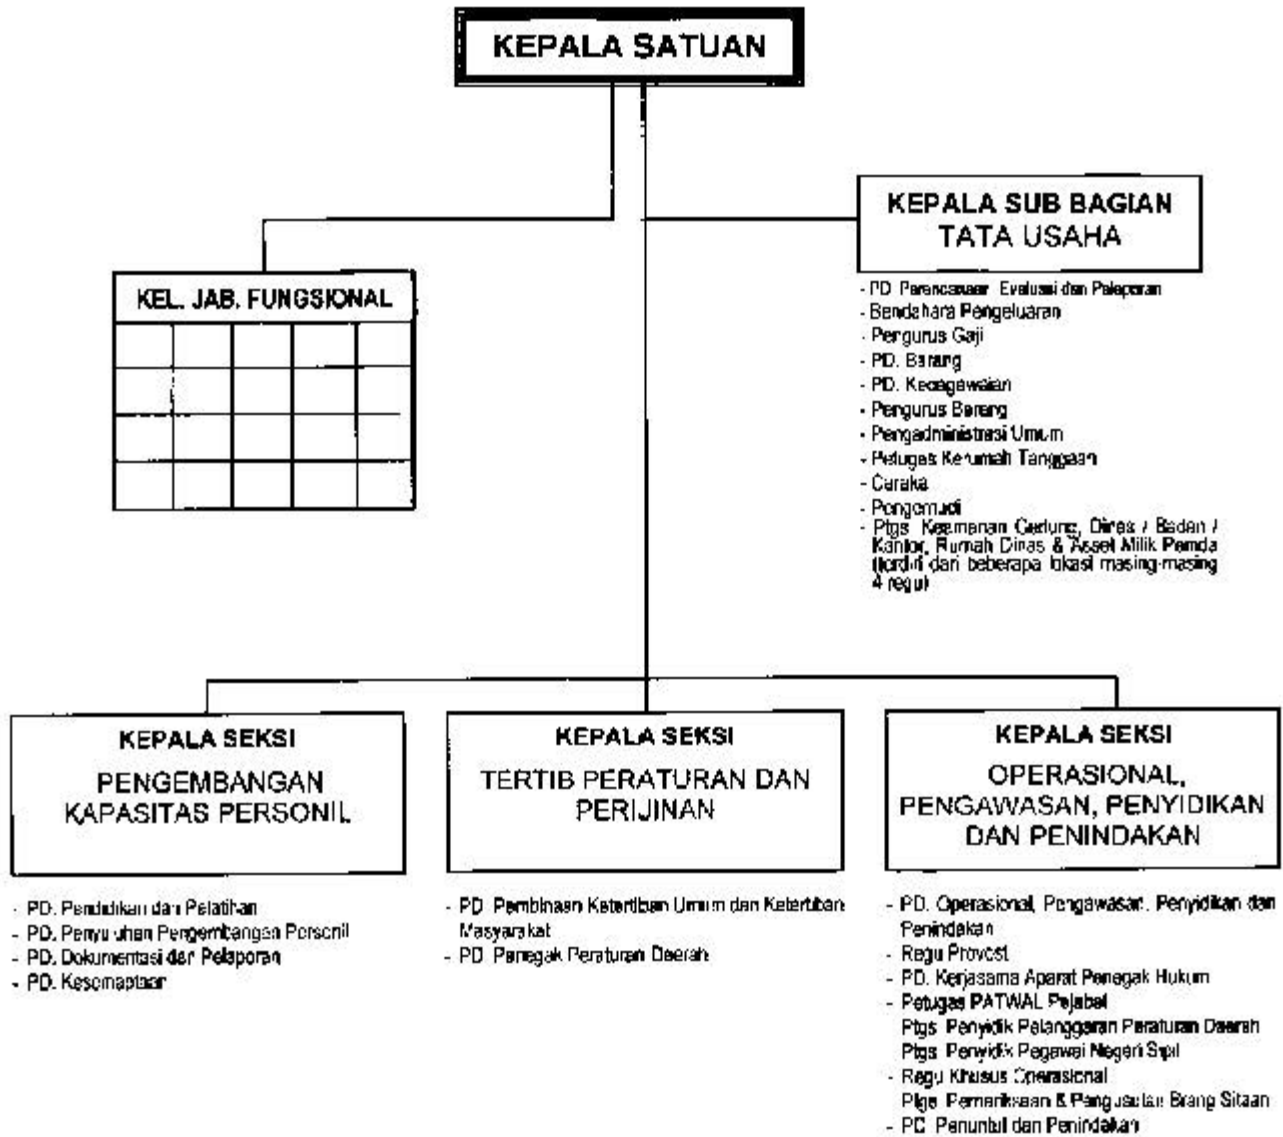 KEPALA SATUAN
KEPALA SUB BAGIAN
TATA USAHA
KEL. JAB. FUNGSIONAL
- PD Perencanaan Evaluasi dan Pelaporan
- Bendahara Pengeluaran
- Pengurus Gaji
- PD. Barang
- PD. Kepegawaian
- Pengurus Barang
- Pengadministrasi Umum
- Petugas Kerumah Tanggaan
- Caraka
- Pengemudi
- Ptgs Keamanan Gedung, Dinas / Badan /
Kantor, Rumah Dinas & Asset Milik Pemda
(terdiri dari beberapa lokasi masing-masing
4 regu)
KEPALA SEKSI
PENGEMBANGAN
KAPASITAS PERSONIL
- PD. Pendidikan dan Pelatihan
- PD. Penyuluhan Pengembangan Personil
- PD. Dokumentasi dan Pelaporan
- PD. Kesemaptaan
KEPALA SEKSI
TERTIB PERATURAN DAN
PERIJINAN
- PD Pembinaan Ketertiban Umum dan Ketertiban
Masyarakat
- PD Penegak Peraturan Daerah
KEPALA SEKSI
OPERASIONAL,
PENGAWASAN, PENYIDIKAN
DAN PENINDAKAN
- PD. Operasional, Pengawasan, Penyidikan dan
Penindakan
- Regu Provost
- PD. Kerjasama Aparat Penegak Hukum
- Petugas PATWAL Pejabat
Ptgs Penyidik Pelanggaran Peraturan Daerah
Ptgs Penyidik Pegawai Negeri Sipil
- Regu Khusus Operasional
Ptgs Pemeriksaan & Pengusutan Brang Sitaan
- PD Penuntut dan Penindakan